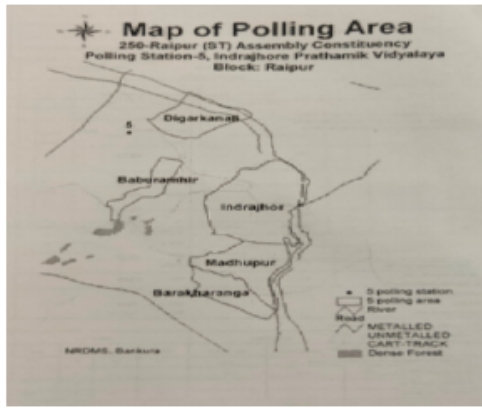 Map of Polling Area
250-Raipur (ST) Assembly Constituency
Polling Station-5, Indrajhore Prathamik Vidyalaya
Block: Raipur
Digarkanali
5
Baburamhir
Indrajhor
Madhupur
Barakharanga
5 polling station
5 polling area
River
Road
METALLED
UNMETALLED
CART-TRACK
Dense Forest
NRDMS, Bankura